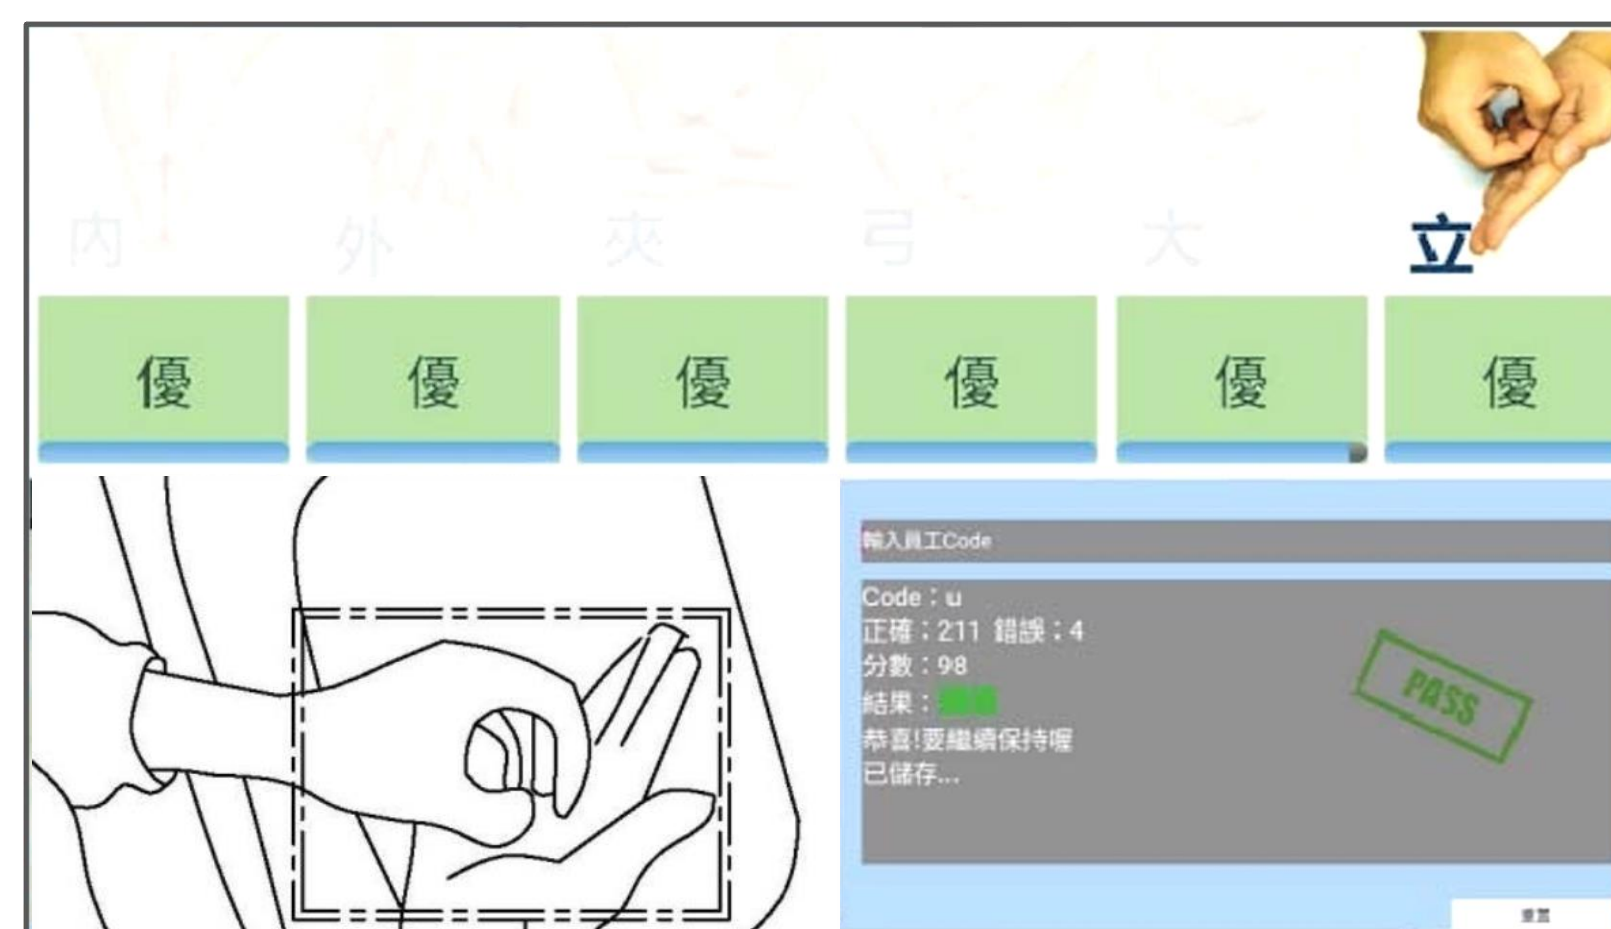 內 外 夾 弓 大 立
優 優 優 優 優 優
輸入員工Code
Code：u
正確：211 錯誤：4
分數：98
結果：
恭喜!要繼續保持喔
已儲存...
PASS
重置